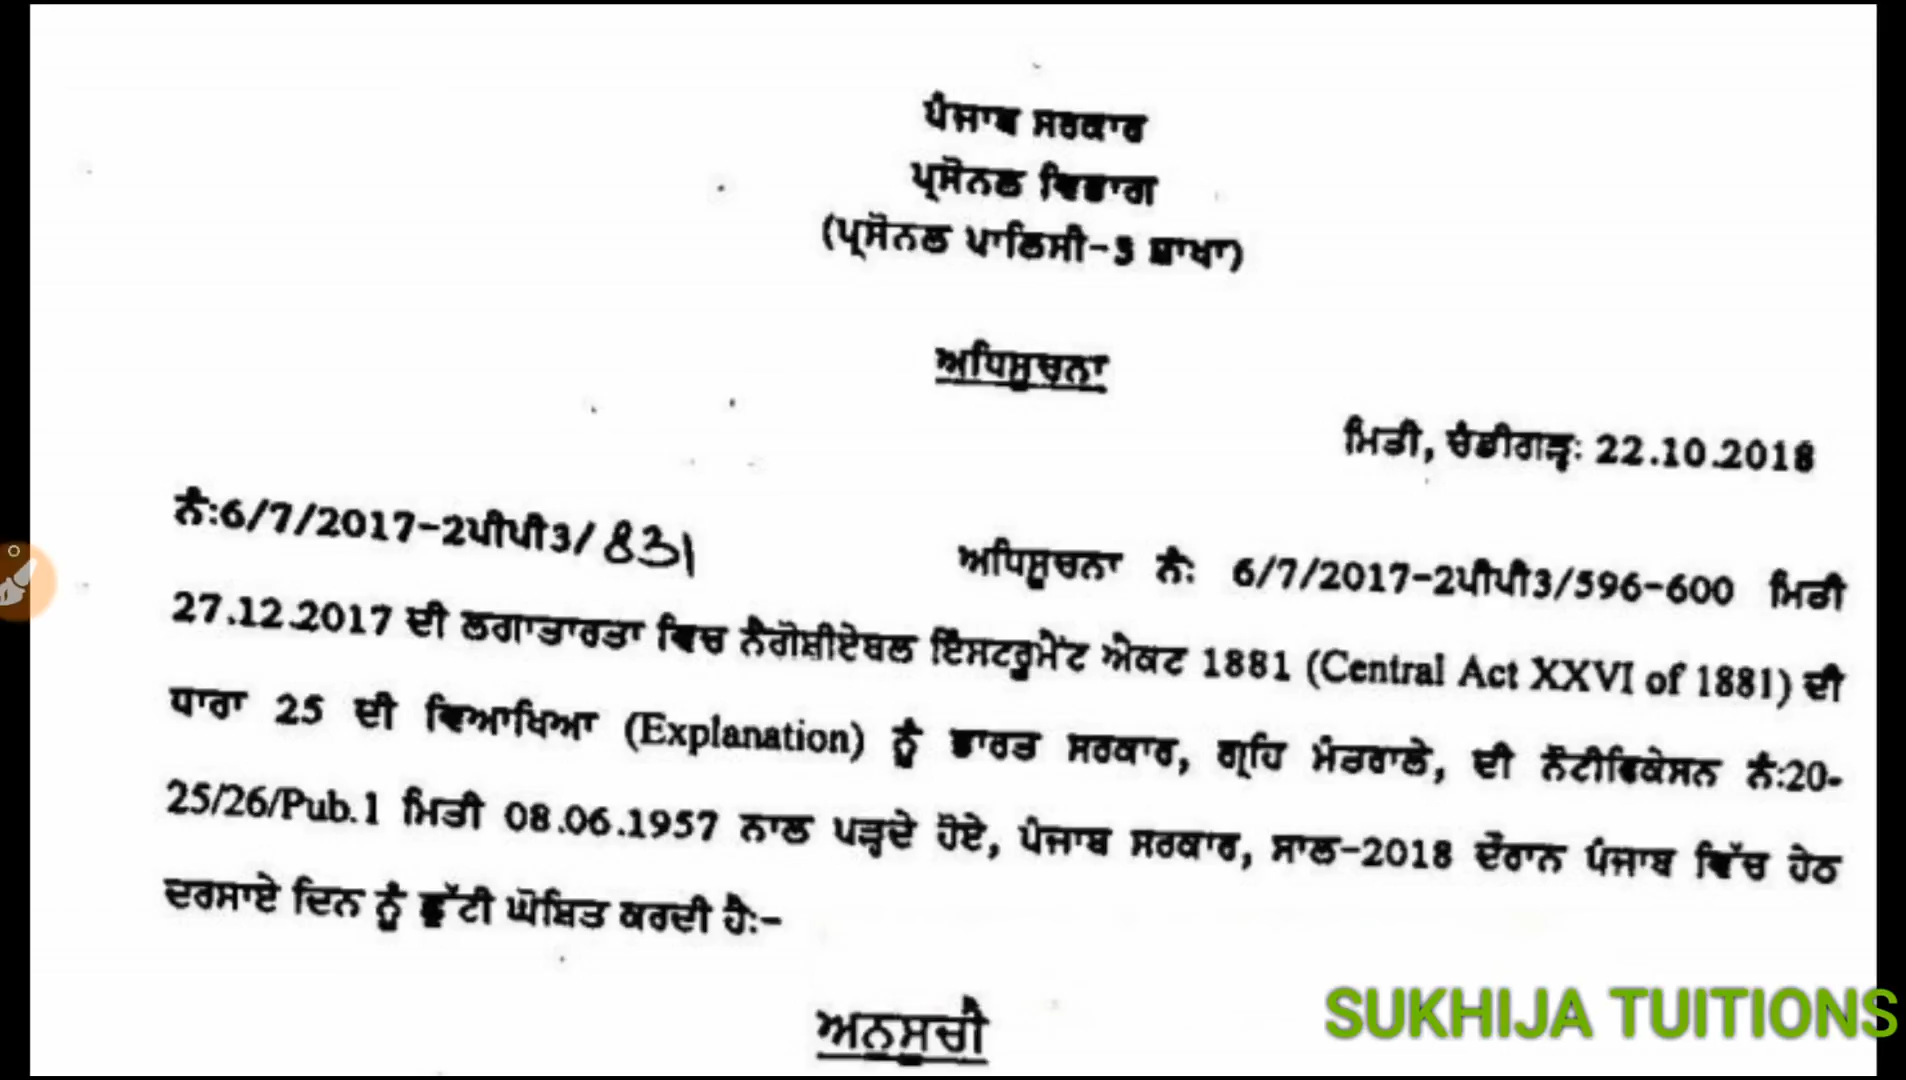 ਪੰਜਾਬ ਸਰਕਾਰ
ਪ੍ਰਸੋਨਲ ਵਿਭਾਗ
(ਪ੍ਰਸੋਨਲ ਪਾਲਿਸੀ-3 ਸ਼ਾਖਾ)
ਅਧਿਸੂਚਨਾ
ਮਿਤੀ, ਚੰਡੀਗੜ੍ਹ: 22.10.2018
ਨੰ:6/7/2017-2ਪੀਪੀ3/831 ਅਧਿਸੂਚਨਾ ਨੰ: 6/7/2017-2ਪੀਪੀ3/596-600 ਮਿਤੀ
27.12.2017 ਦੀ ਲਗਾਤਾਰਤਾ ਵਿਚ ਨੈਗੋਸ਼ੀਏਬਲ ਇੰਸਟਰੂਮੈਂਟ ਐਕਟ 1881 (Central Act XXVI of 1881) ਦੀ
ਧਾਰਾ 25 ਦੀ ਵਿਆਖਿਆ (Explanation) ਨੂੰ ਭਾਰਤ ਸਰਕਾਰ, ਗ੍ਰਹਿ ਮੰਤਰਾਲੇ, ਦੀ ਨੋਟੀਫਿਕੇਸ਼ਨ ਨੰ:20-
25/26/Pub.1 ਮਿਤੀ 08.06.1957 ਨਾਲ ਪੜ੍ਹਦੇ ਹੋਏ, ਪੰਜਾਬ ਸਰਕਾਰ, ਸਾਲ-2018 ਦੌਰਾਨ ਪੰਜਾਬ ਵਿੱਚ ਹੇਠ
ਦਰਸਾਏ ਦਿਨ ਨੂੰ ਛੁੱਟੀ ਘੋਸ਼ਿਤ ਕਰਦੀ ਹੈ:-
ਅਨੁਸੂਚੀ
SUKHIJA TUITIONS